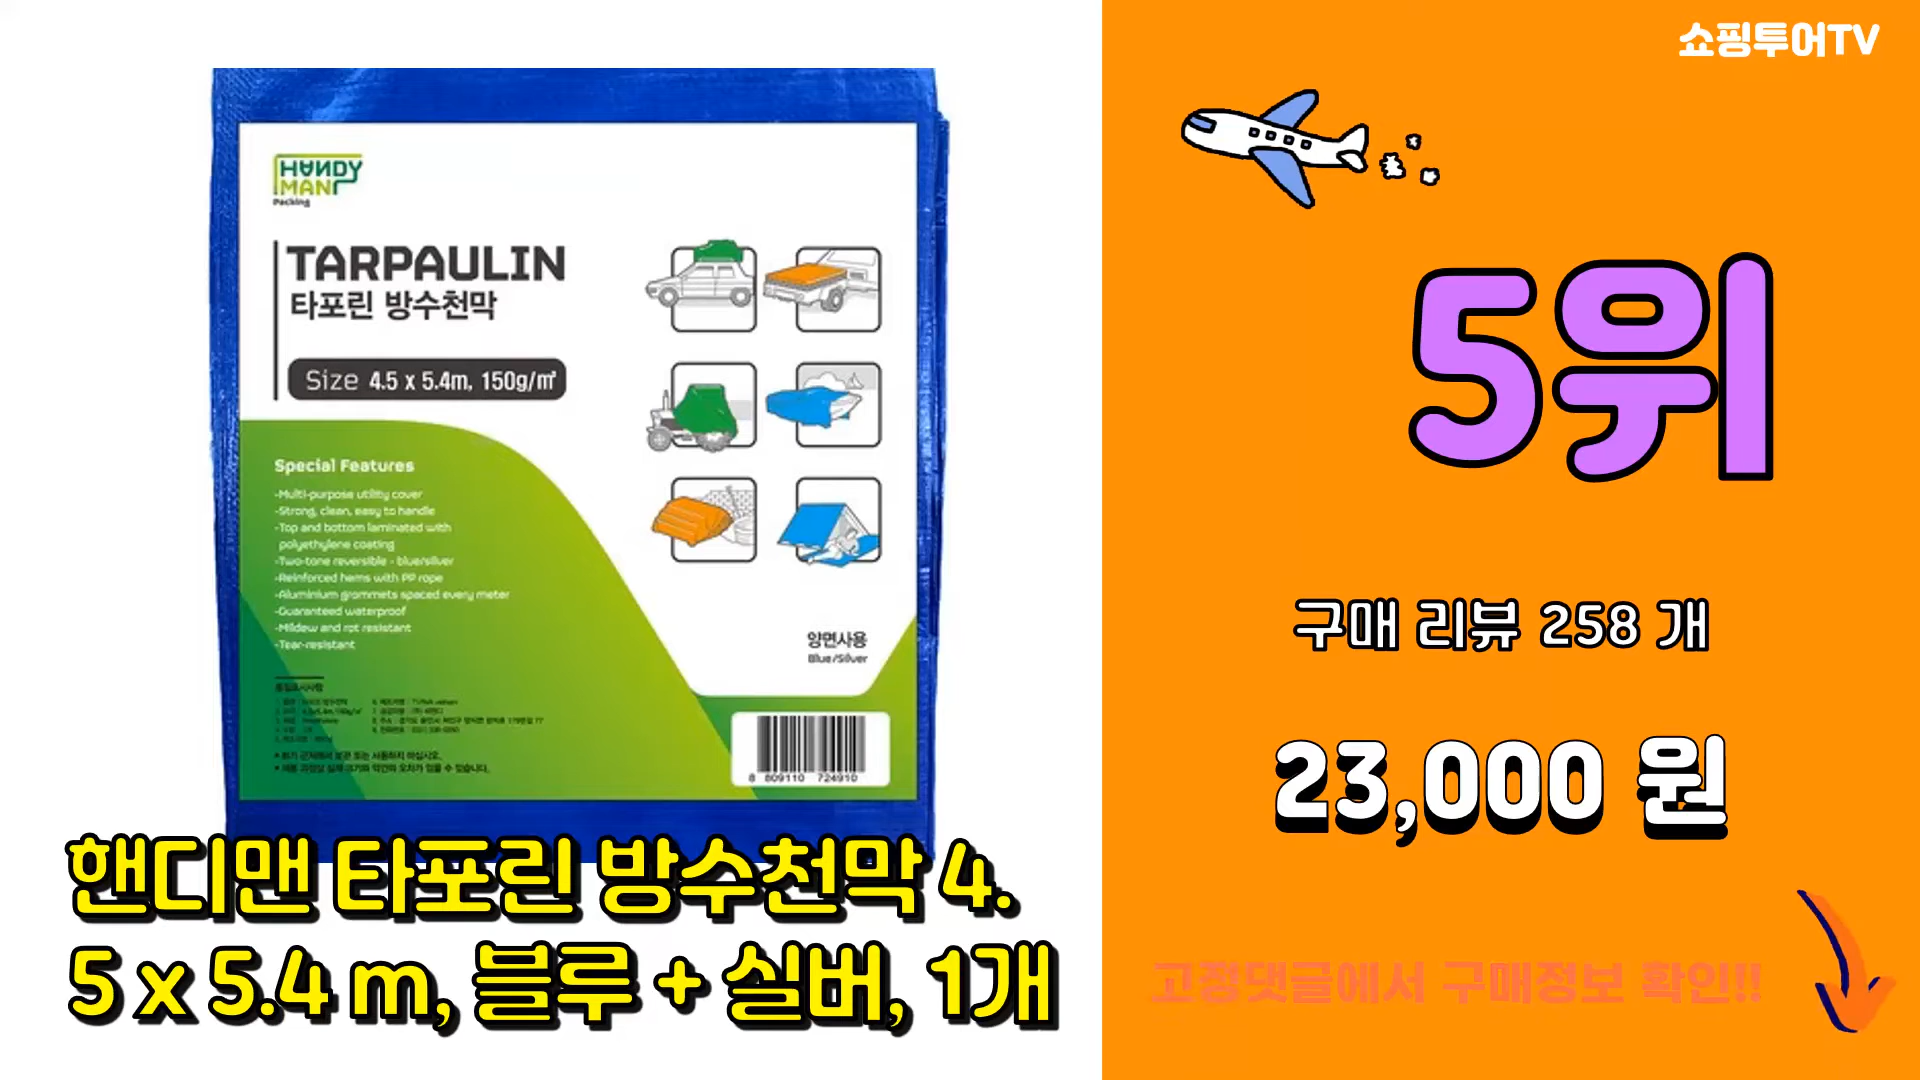 쇼핑투어TV
HANDY
MAN
Packing
TARPAULIN
타포린 방수천막
Size 4.5 x 5.4m, 150g/㎡
Special Features
-Multi-purpose utility cover
-Strong, clean, easy to handle
-Top and bottom laminated with
polyethylene coating
-Two-tone reversible - blue/silver
-Reinforced hems with PP rope
-Aluminium grommets spaced every meter
-Guaranteed waterproof
-Mildew and rot resistant
-Tear-resistant
양면사용
Blue/Silver
8 809110 724910
핸디맨 타포린 방수천막 4.
5 x 5.4 m, 블루 + 실버, 1개
5위
구매 리뷰 258 개
23,000 원
고정댓글에서 구매정보 확인!!